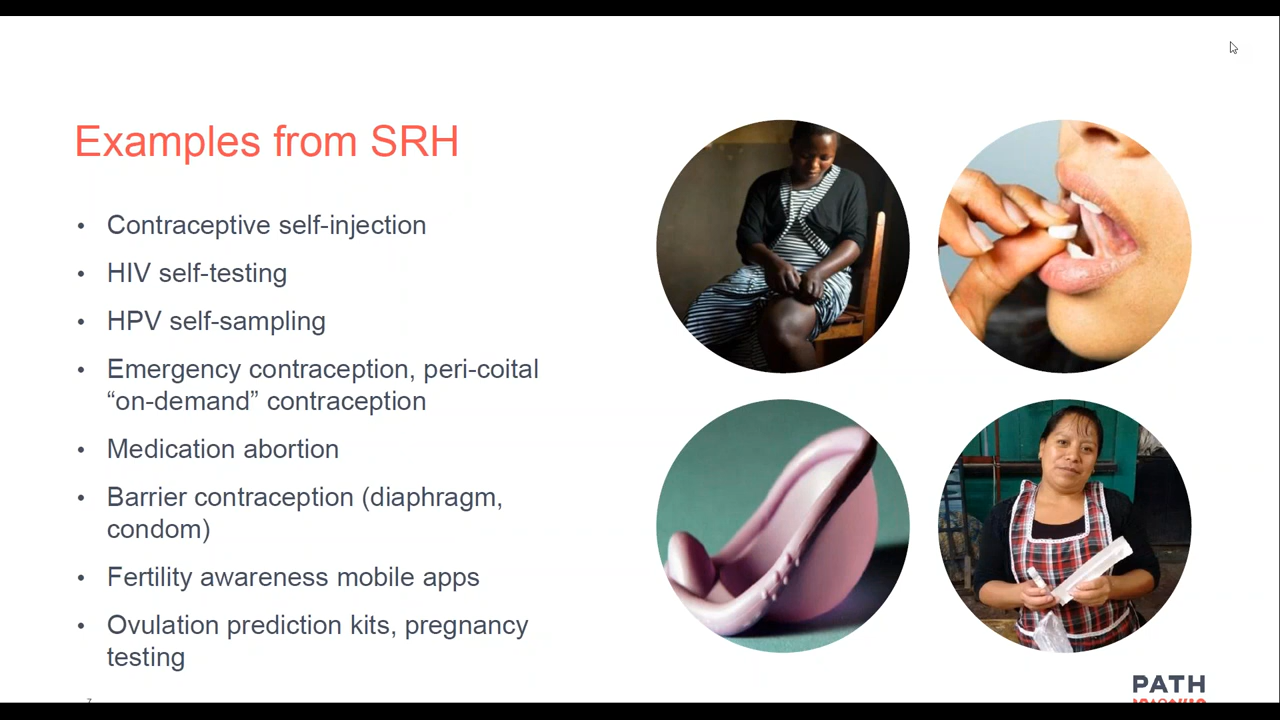 Examples from SRH
• Contraceptive self-injection
• HIV self-testing
• HPV self-sampling
• Emergency contraception, peri-coital
“on-demand” contraception
• Medication abortion
• Barrier contraception (diaphragm,
condom)
• Fertility awareness mobile apps
• Ovulation prediction kits, pregnancy
testing
PATH
7